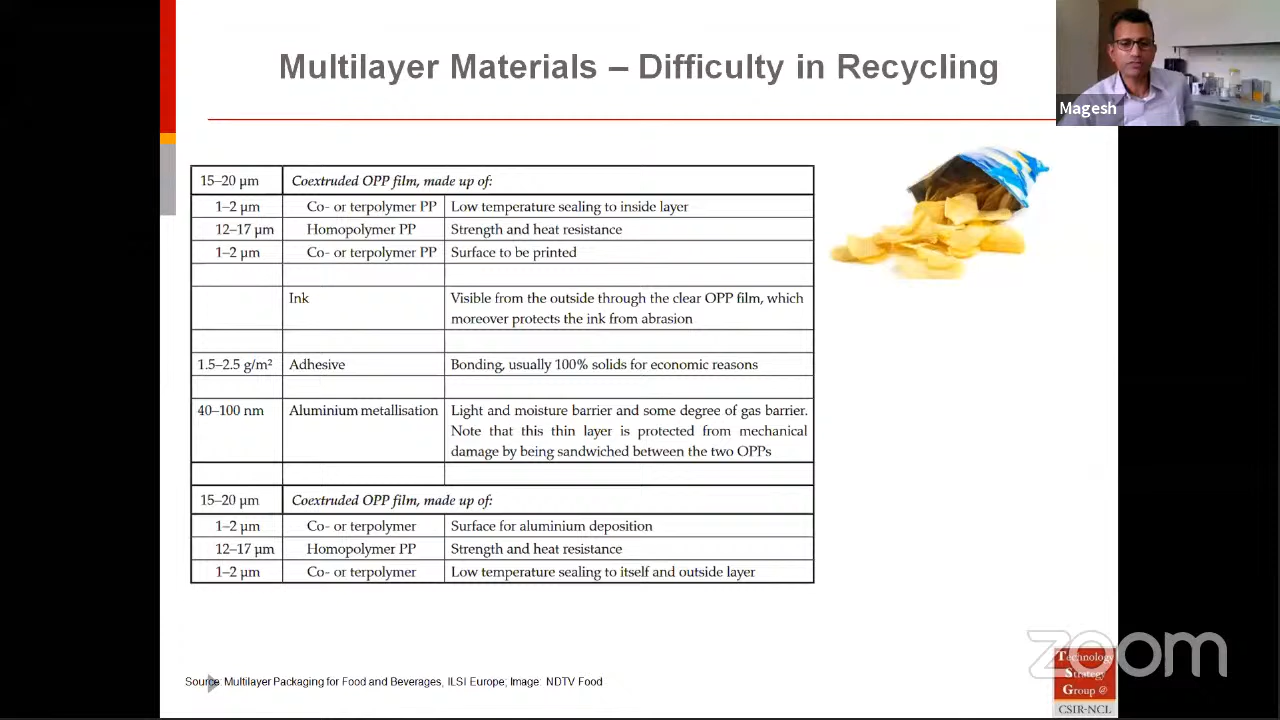 Multilayer Materials – Difficulty in Recycling
Magesh
15–20 µm Coextruded OPP film, made up of:
1–2 µm Co- or terpolymer PP Low temperature sealing to inside layer
12–17 µm Homopolymer PP Strength and heat resistance
1–2 µm Co- or terpolymer PP Surface to be printed
Ink Visible from the outside through the clear OPP film, which
moreover protects the ink from abrasion
1.5–2.5 g/m² Adhesive Bonding, usually 100% solids for economic reasons
40–100 nm Aluminium metallisation Light and moisture barrier and some degree of gas barrier.
Note that this thin layer is protected from mechanical
damage by being sandwiched between the two OPPs
15–20 µm Coextruded OPP film, made up of:
1–2 µm Co- or terpolymer Surface for aluminium deposition
12–17 µm Homopolymer PP Strength and heat resistance
1–2 µm Co- or terpolymer Low temperature sealing to itself and outside layer
zoom
Technology
Strategy
Group @
CSIR-NCL
Source: Multilayer Packaging for Food and Beverages, ILSI Europe; Image: NDTV Food